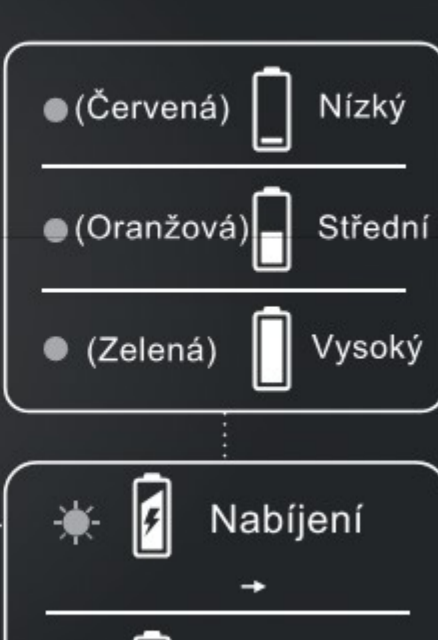 (Červená) Nízký
(Oranžová) Střední
(Zelená) Vysoký
Nabíjení